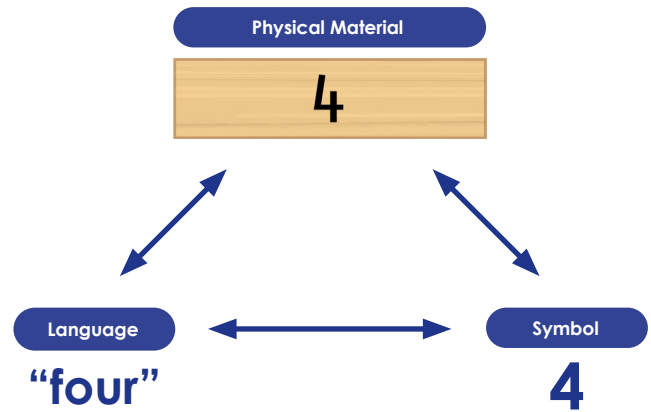 Physical Material
4
Language
Symbol
“four”
4